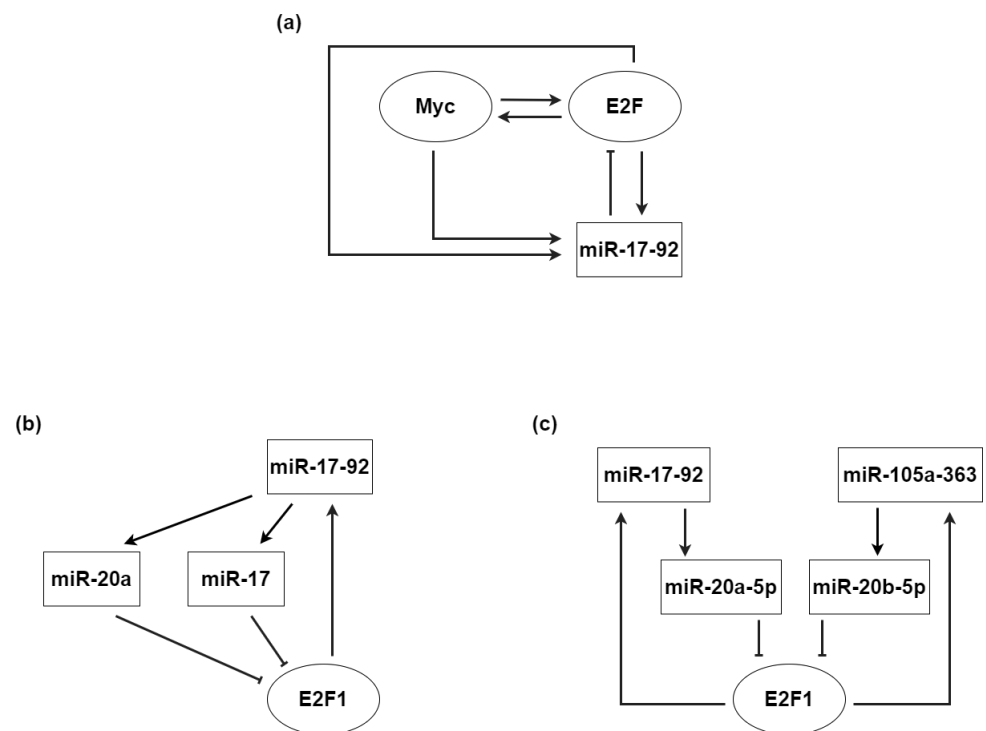 (a)
Myc
E2F
miR-17-92
(b)
miR-17-92
miR-20a
miR-17
E2F1
(c)
miR-17-92
miR-105a-363
miR-20a-5p
miR-20b-5p
E2F1